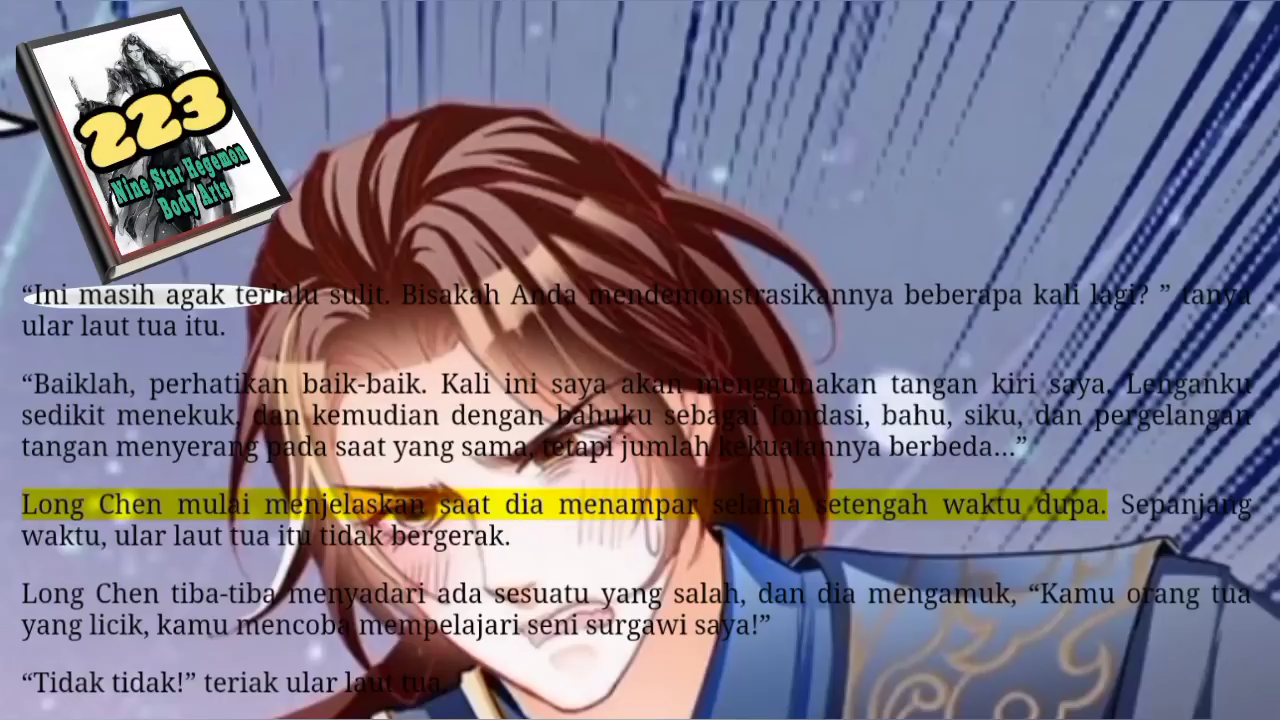 223
Nine Star Hegemon
Body Arts
“Ini masih agak terlalu sulit. Bisakah Anda mendemonstrasikannya beberapa kali lagi? ” tanya
ular laut tua itu.
“Baiklah, perhatikan baik-baik. Kali ini saya akan menggunakan tangan kiri saya. Lenganku
sedikit menekuk, dan kemudian dengan bahuku sebagai fondasi, bahu, siku, dan pergelangan
tangan menyerang pada saat yang sama, tetapi jumlah kekuatannya berbeda…”
Long Chen mulai menjelaskan saat dia menampar selama setengah waktu dupa. Sepanjang
waktu, ular laut tua itu tidak bergerak.
Long Chen tiba-tiba menyadari ada sesuatu yang salah, dan dia mengamuk, “Kamu orang tua
yang licik, kamu mencoba mempelajari seni surgawi saya!”
“Tidak tidak!” teriak ular laut tua.